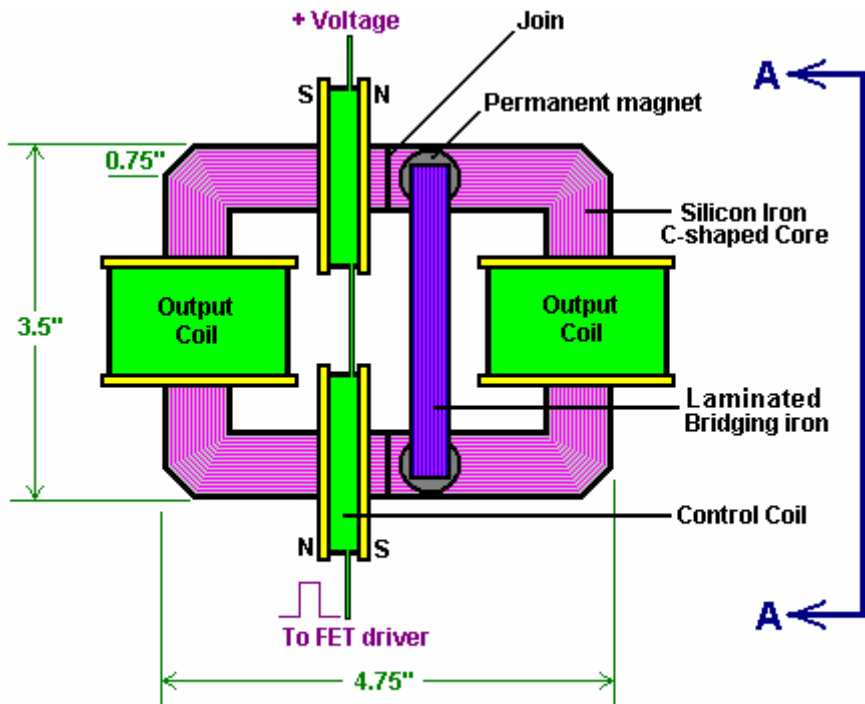 + Voltage
Join
S
N
A
Permanent magnet
0.75"
Silicon Iron
C-shaped Core
Output
Coil
Output
Coil
3.5"
Laminated
Bridging iron
Control Coil
N
S
To FET driver
A
4.75"